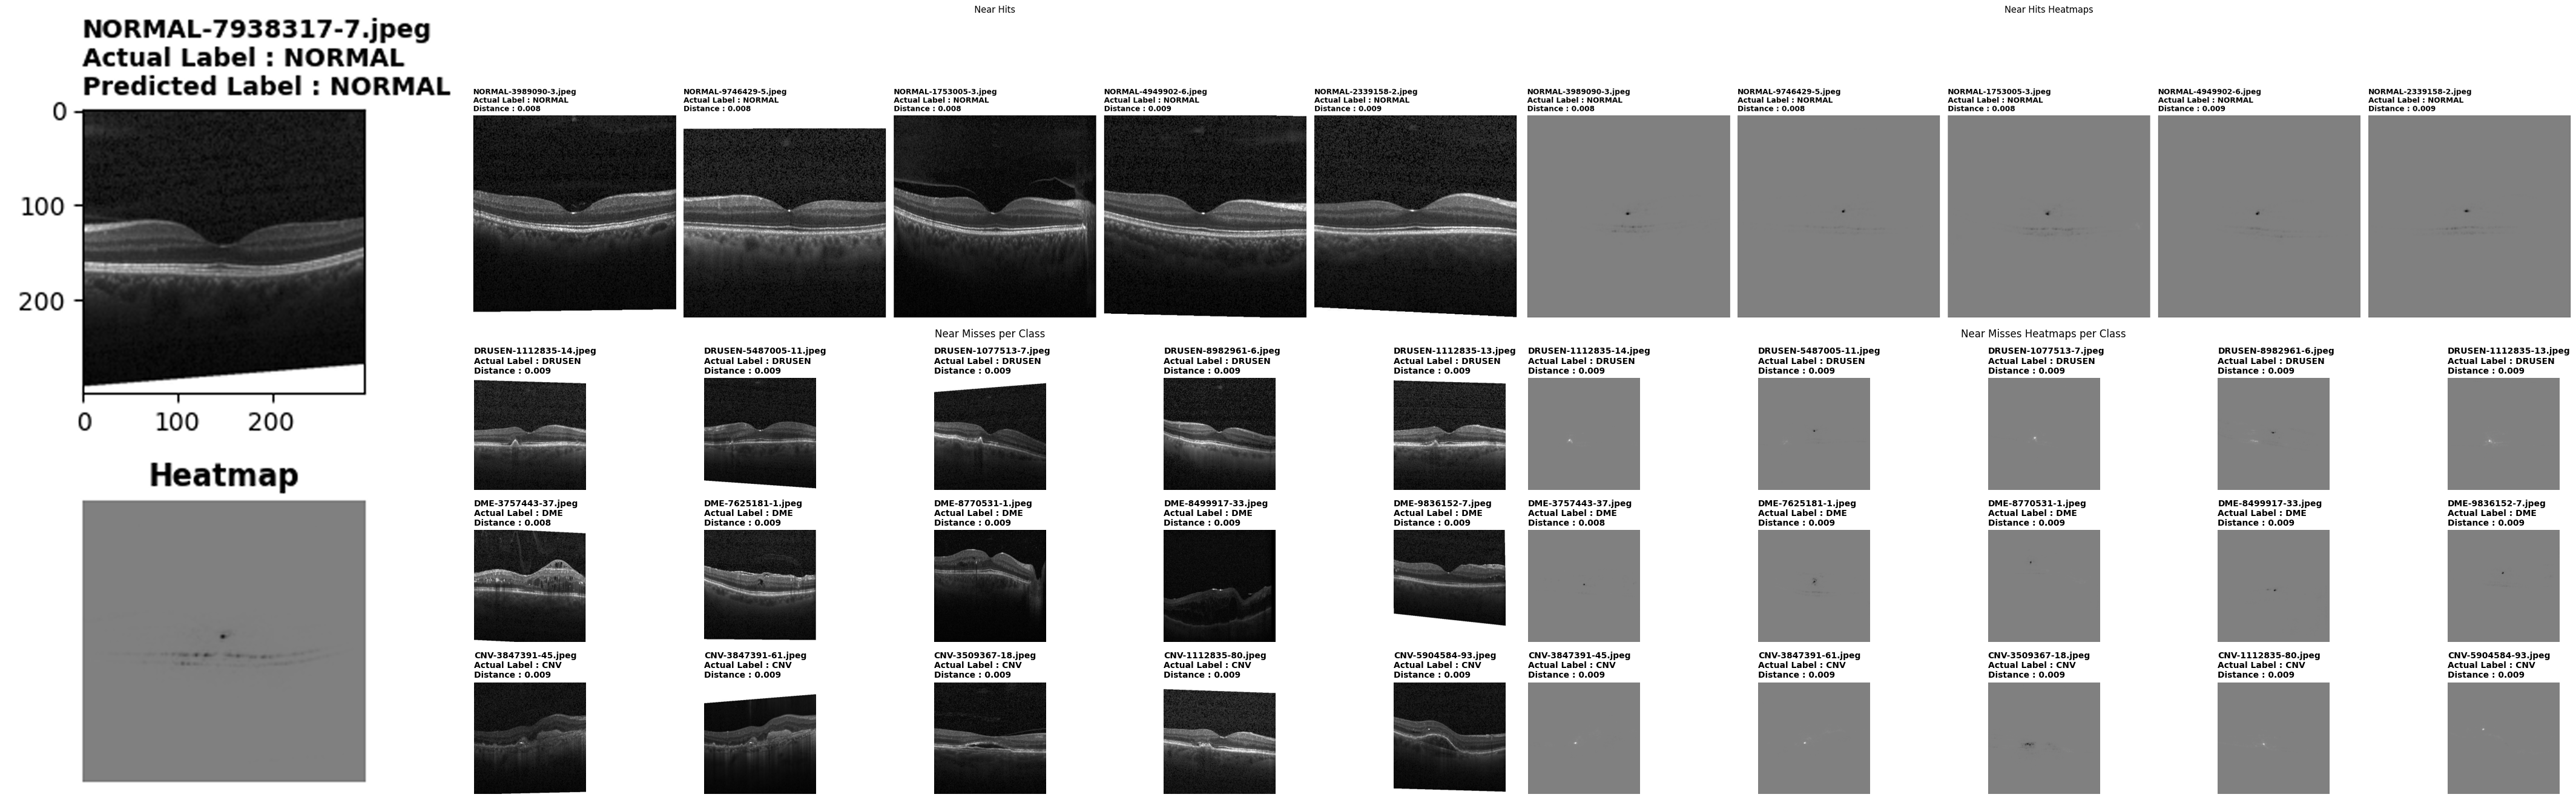 NORMAL-7938317-7.jpeg
Actual Label : NORMAL
Predicted Label : NORMAL
0
100
200
0 100 200
Heatmap
Near Hits
NORMAL-3989090-3.jpeg
Actual Label : NORMAL
Distance : 0.008
NORMAL-9746429-5.jpeg
Actual Label : NORMAL
Distance : 0.008
NORMAL-1753005-3.jpeg
Actual Label : NORMAL
Distance : 0.008
NORMAL-4949902-6.jpeg
Actual Label : NORMAL
Distance : 0.009
NORMAL-2339158-2.jpeg
Actual Label : NORMAL
Distance : 0.009
Near Hits Heatmaps
NORMAL-3989090-3.jpeg
Actual Label : NORMAL
Distance : 0.008
NORMAL-9746429-5.jpeg
Actual Label : NORMAL
Distance : 0.008
NORMAL-1753005-3.jpeg
Actual Label : NORMAL
Distance : 0.008
NORMAL-4949902-6.jpeg
Actual Label : NORMAL
Distance : 0.009
NORMAL-2339158-2.jpeg
Actual Label : NORMAL
Distance : 0.009
Near Misses per Class
DRUSEN-1112835-14.jpeg
Actual Label : DRUSEN
Distance : 0.009
DRUSEN-5487005-11.jpeg
Actual Label : DRUSEN
Distance : 0.009
DRUSEN-1077513-7.jpeg
Actual Label : DRUSEN
Distance : 0.009
DRUSEN-8982961-6.jpeg
Actual Label : DRUSEN
Distance : 0.009
DRUSEN-1112835-13.jpeg
Actual Label : DRUSEN
Distance : 0.009
DME-3757443-37.jpeg
Actual Label : DME
Distance : 0.008
DME-7625181-1.jpeg
Actual Label : DME
Distance : 0.009
DME-8770531-1.jpeg
Actual Label : DME
Distance : 0.009
DME-8499917-33.jpeg
Actual Label : DME
Distance : 0.009
DME-9836152-7.jpeg
Actual Label : DME
Distance : 0.009
CNV-3847391-45.jpeg
Actual Label : CNV
Distance : 0.009
CNV-3847391-61.jpeg
Actual Label : CNV
Distance : 0.009
CNV-3509367-18.jpeg
Actual Label : CNV
Distance : 0.009
CNV-1112835-80.jpeg
Actual Label : CNV
Distance : 0.009
CNV-5904584-93.jpeg
Actual Label : CNV
Distance : 0.009
Near Misses Heatmaps per Class
DRUSEN-1112835-14.jpeg
Actual Label : DRUSEN
Distance : 0.009
DRUSEN-5487005-11.jpeg
Actual Label : DRUSEN
Distance : 0.009
DRUSEN-1077513-7.jpeg
Actual Label : DRUSEN
Distance : 0.009
DRUSEN-8982961-6.jpeg
Actual Label : DRUSEN
Distance : 0.009
DRUSEN-1112835-13.jpeg
Actual Label : DRUSEN
Distance : 0.009
DME-3757443-37.jpeg
Actual Label : DME
Distance : 0.008
DME-7625181-1.jpeg
Actual Label : DME
Distance : 0.009
DME-8770531-1.jpeg
Actual Label : DME
Distance : 0.009
DME-8499917-33.jpeg
Actual Label : DME
Distance : 0.009
DME-9836152-7.jpeg
Actual Label : DME
Distance : 0.009
CNV-3847391-45.jpeg
Actual Label : CNV
Distance : 0.009
CNV-3847391-61.jpeg
Actual Label : CNV
Distance : 0.009
CNV-3509367-18.jpeg
Actual Label : CNV
Distance : 0.009
CNV-1112835-80.jpeg
Actual Label : CNV
Distance : 0.009
CNV-5904584-93.jpeg
Actual Label : CNV
Distance : 0.009